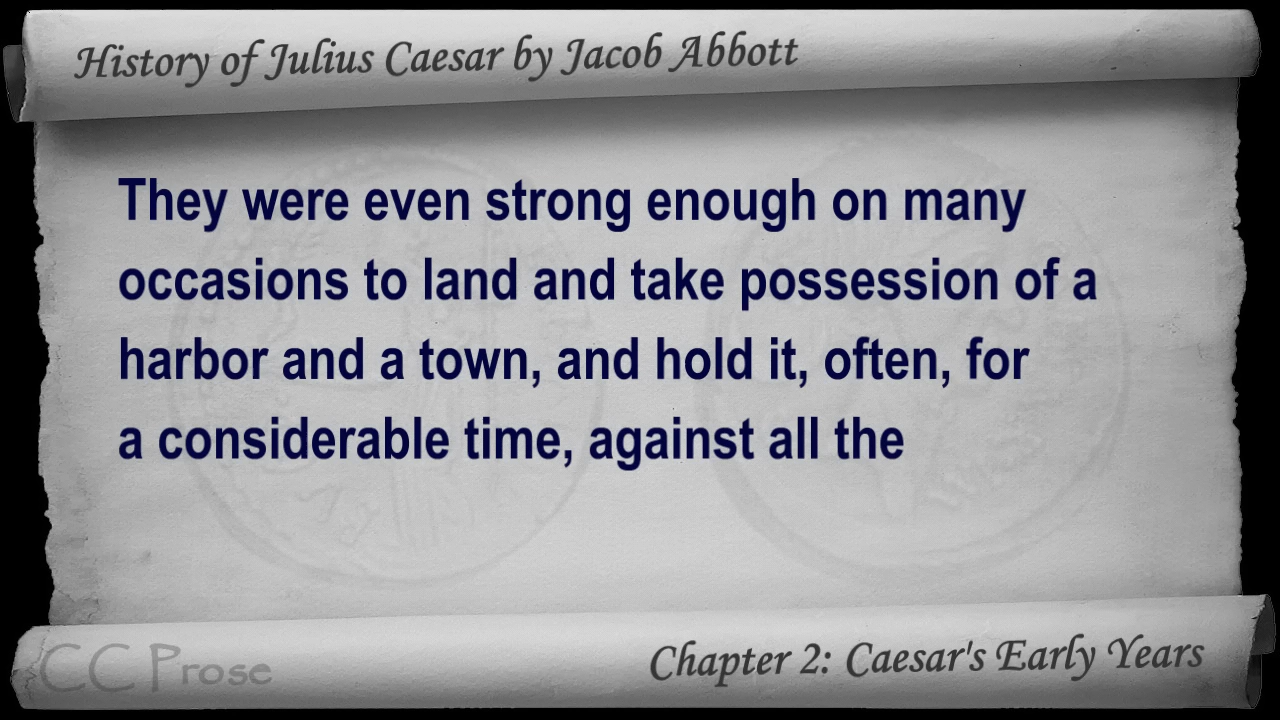 History of Julius Caesar by Jacob Abbott
They were even strong enough on many
occasions to land and take possession of a
harbor and a town, and hold it, often, for
a considerable time, against all the
CC Prose
Chapter 2: Caesar's Early Years